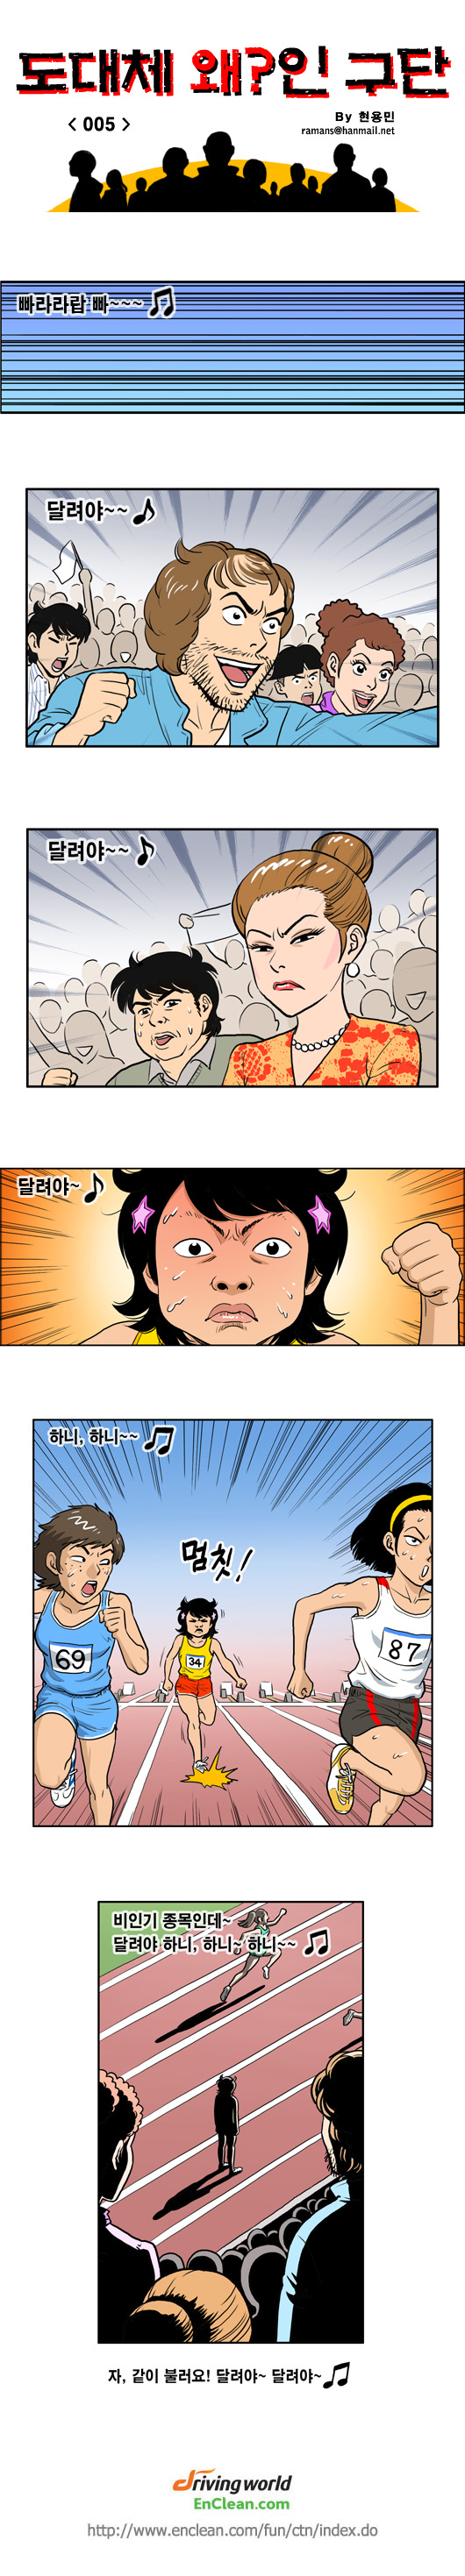 도대체 왜?인 구단
< 005 >
By 현용민
ramans@hanmail.net
빠라라랍 빠~~~
달려야~~
달려야~~
달려야~
하니, 하니~~
멈칫!
69
34
87
비인기 종목인데~
달려야 하니, 하니~ 하니~~
자, 같이 불러요! 달려야~ 달려야~
drivingworld
EnClean.com
http://www.enclean.com/fun/ctn/index.do